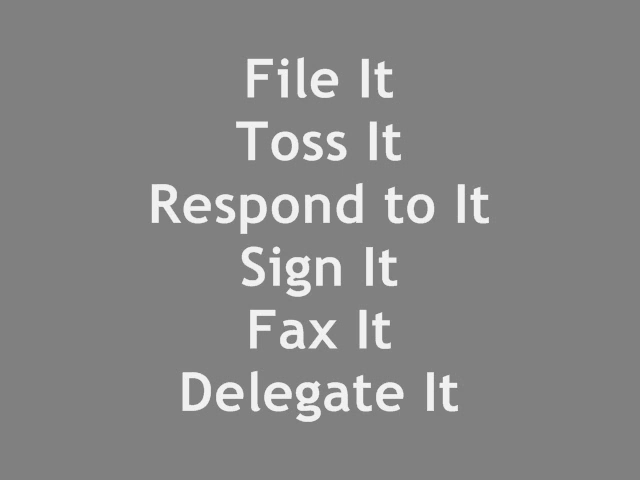 File It
Toss It
Respond to It
Sign It
Fax It
Delegate It